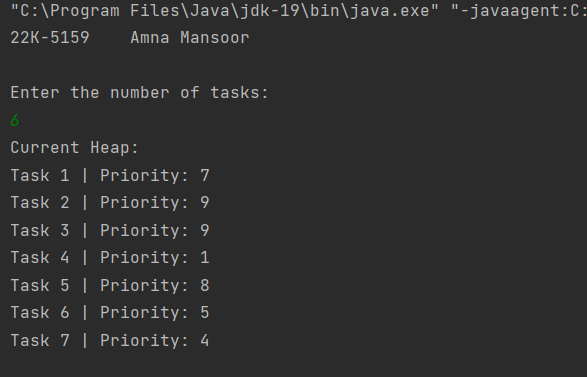 "C:\Program Files\Java\jdk-19\bin\java.exe" "-javaagent:C:
22K-5159    Amna Mansoor
Enter the number of tasks:
6
Current Heap:
Task 1 | Priority: 7
Task 2 | Priority: 9
Task 3 | Priority: 9
Task 4 | Priority: 1
Task 5 | Priority: 8
Task 6 | Priority: 5
Task 7 | Priority: 4